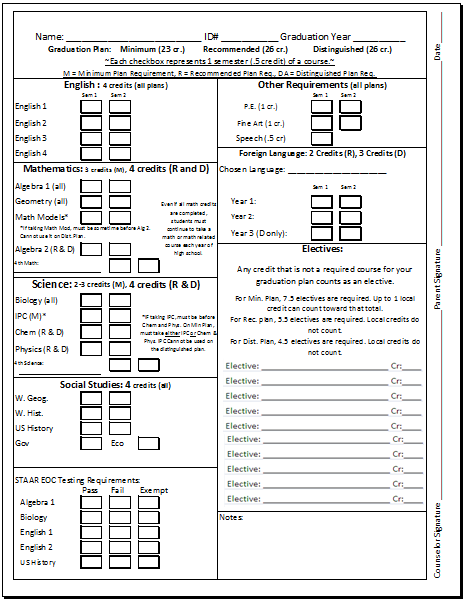 Name: ___________________________ ID# ___________ Graduation Year __________
Graduation Plan: Minimum (23 cr.) Recommended (26 cr.) Distinguished (26 cr.)
~Each checkbox represents 1 semester (.5 credit) of a course.~
M = Minimum Plan Requirement, R = Recommended Plan Req., DA = Distinguished Plan Req.
English : 4 credits (all plans)
Sem 1 Sem 2
English 1
English 2
English 3
English 4
Mathematics: 3 credits (M), 4 credits (R and D)
Algebra 1 (all)
Geometry (all)
Math Models*
*If taking Math Mod, must be sometime before Alg 2.
Cannot use it on Dist. Plan.
Algebra 2 (R & D)
4th Math:
Even if all math credits
are completed,
students must
continue to take a
math or math related
course each year of
high school.
Science: 2-3 credits (M), 4 credits (R & D)
Biology (all)
IPC (M)*
Chem (R & D)
Physics (R & D)
4th Science:
*If taking IPC, must be before
Chem and Phys. On Min Plan,
must take either IPC or Chem &
Phys. IPC Cannot be used on
the distinguished plan.
Social Studies: 4 credits (all)
W. Geog.
W. Hist.
US History
Gov Eco
STAAR EOC Testing Requirements:
Pass Fail Exempt
Algebra 1
Biology
English 1
English 2
US History
Other Requirements (all plans)
Sem 1 Sem 2
P.E. (1 cr.)
Fine Art (1 cr.)
Speech (.5 cr)
Foreign Language: 2 Credits (R), 3 Credits (D)
Chosen Language: ____________________
Sem 1 Sem 2
Year 1:
Year 2:
Year 3 (D only):
Electives:
Any credit that is not a required course for your
graduation plan counts as an elective.
For Min. Plan, 7.5 electives are required. Up to 1 local
credit can count toward that total.
For Rec. plan, 5.5 electives are required. Local credits do
not count.
For Dist. Plan, 4.5 electives are required. Local credits do
not count.
Elective: __________________________ Cr:____
Elective: __________________________ Cr:____
Elective: __________________________ Cr:____
Elective: __________________________ Cr:____
Elective: __________________________ Cr:____
Elective: __________________________ Cr:____
Elective: __________________________ Cr:____
Elective: __________________________ Cr:____
Elective: __________________________ Cr:____
Elective: __________________________ Cr:____
Notes:
Counselor Signature ____________ Parent Signature ____________ Date ____